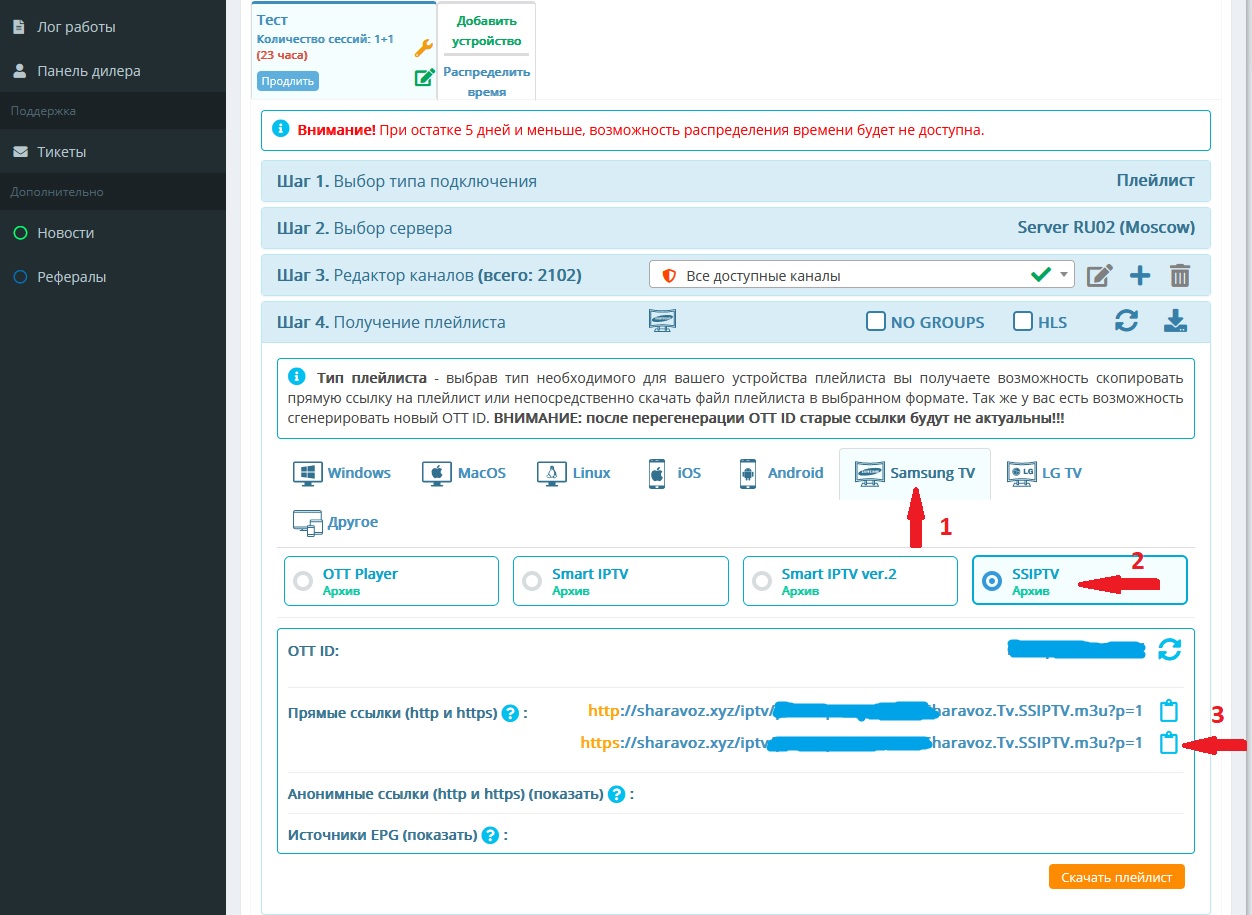 Лог работы
Панель дилера
Поддержка
Тикеты
Дополнительно
Новости
Рефералы
Тест
Количество сессий: 1+1
(23 часа)
Продлить
Добавить
устройство
Распределить
время
Внимание! При остатке 5 дней и меньше, возможность распределения времени будет не доступна.
Шаг 1. Выбор типа подключения Плейлист
Шаг 2. Выбор сервера Server RU02 (Moscow)
Шаг 3. Редактор каналов (всего: 2102) Все доступные каналы
Шаг 4. Получение плейлиста NO GROUPS HLS
Тип плейлиста - выбрав тип необходимого для вашего устройства плейлиста вы получаете возможность скопировать
прямую ссылку на плейлист или непосредственно скачать файл плейлиста в выбранном формате. Так же у вас есть возможность
сгенерировать новый OTT ID. ВНИМАНИЕ: после перегенерации OTT ID старые ссылки будут не актуальны!!!
Windows MacOS Linux iOS Android Samsung TV LG TV
1
Другое
OTT Player Smart IPTV Smart IPTV ver.2 SSIPTV 2
Архив Архив Архив Архив
OTT ID:
Прямые ссылки (http и https) ? : http://sharavoz.xyz/iptv/ haravoz.Tv.SSIPTV.m3u?p=1 3
https://sharavoz.xyz/iptv haravoz.Tv.SSIPTV.m3u?p=1
Анонимные ссылки (http и https) (показать) ? :
Источники EPG (показать) ? :
Скачать плейлист